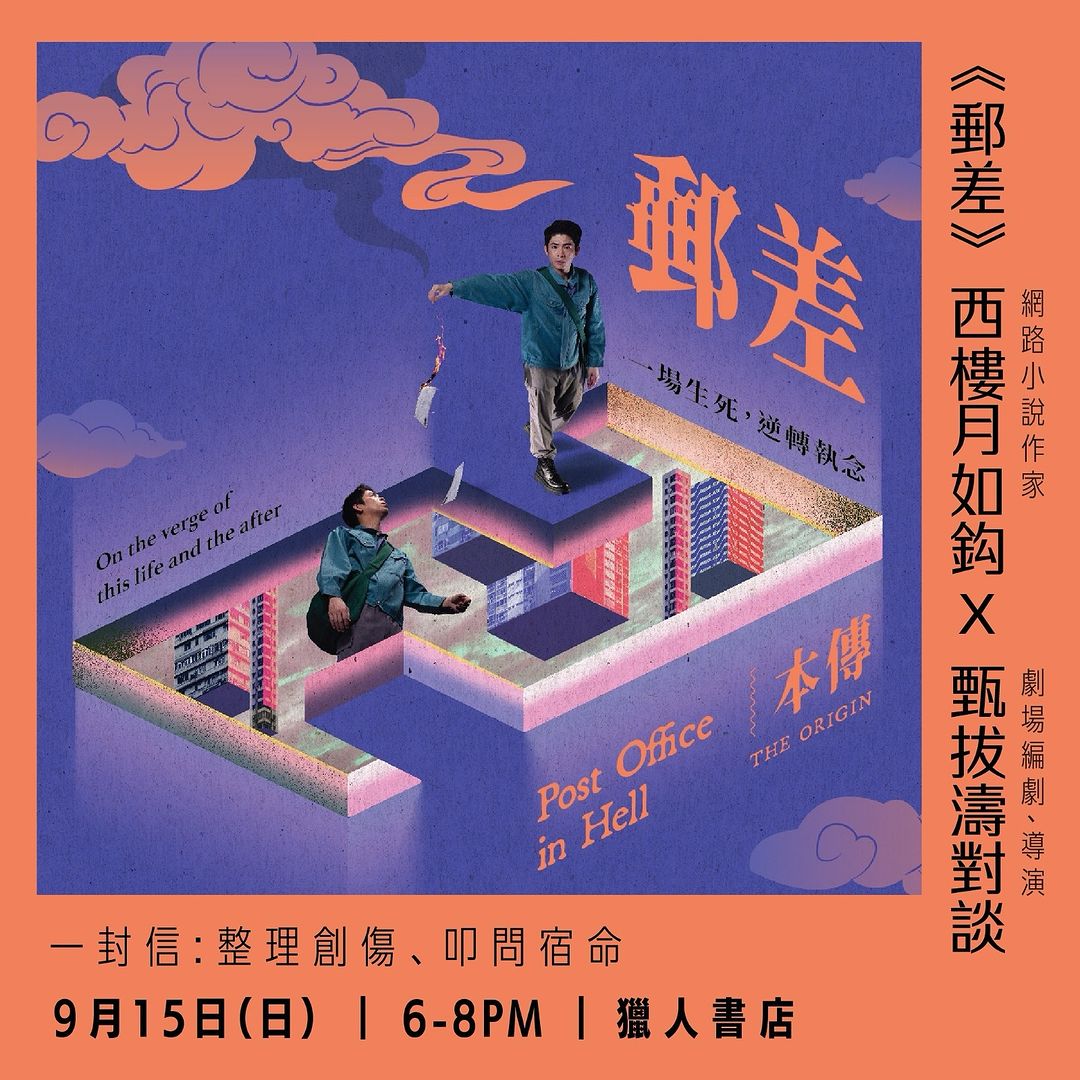 郵差
一場生死，逆轉執念
On the verge of
this life and the after
本傳
THE ORIGIN
Post Office
in Hell
《郵差》 西樓月如鈎 X 甄拔濤對談
網路小說作家
劇場編劇、導演
一封信：整理創傷、叩問宿命
9月15日(日) | 6-8PM | 獵人書店